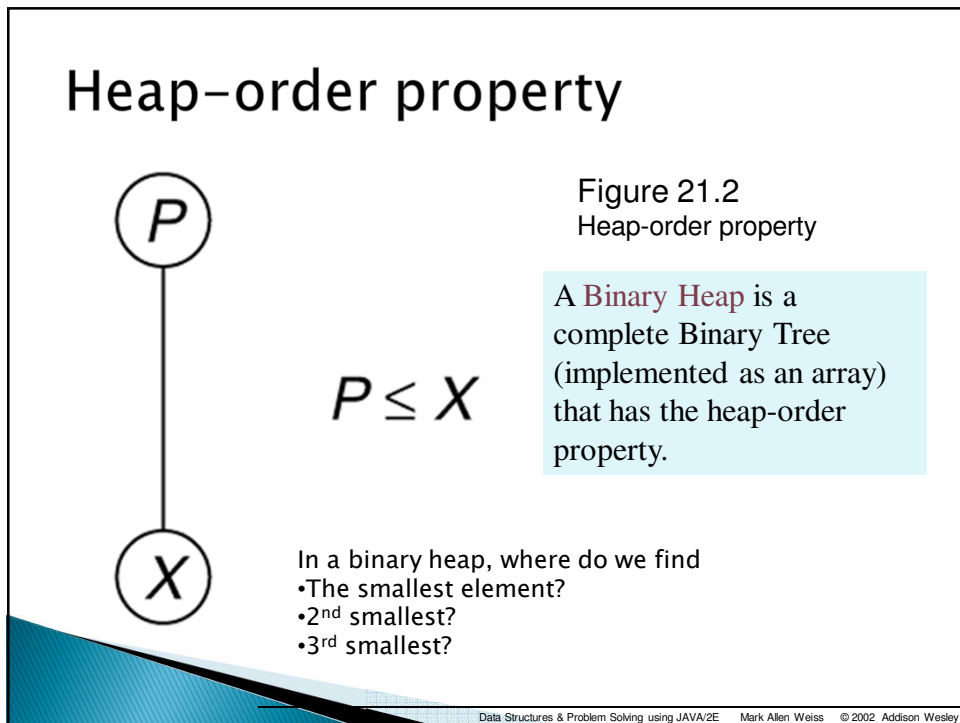 Heap-order property
P
Figure 21.2
Heap-order property
A Binary Heap is a
complete Binary Tree
(implemented as an array)
that has the heap-order
property.
P ≤ X
X
In a binary heap, where do we find
•The smallest element?
•2nd smallest?
•3rd smallest?
Data Structures & Problem Solving using JAVA/2E Mark Allen Weiss © 2002 Addison Wesley